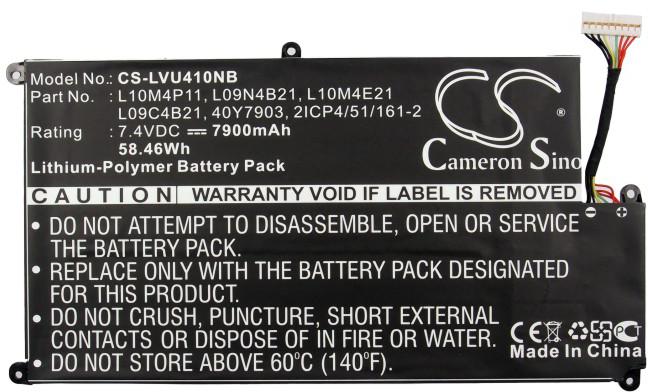 Model No.: CS-LVU410NB
Part No. : L10M4P11, L09N4B21, L10M4E21
L09C4B21, 40Y7903, 2ICP4/51/161-2
Rating : 7.4VDC ⎓ 7900mAh
58.46Wh
Lithium-Polymer Battery Pack
CS ®
Cameron Sino
CAUTION WARRANTY VOID IF LABEL IS REMOVED
⊖ ⊕
• DO NOT ATTEMPT TO DISASSEMBLE, OPEN OR SERVICE
THE BATTERY PACK.
• REPLACE ONLY WITH THE BATTERY PACK DESIGNATED
FOR THIS PRODUCT.
• DO NOT CRUSH, PUNCTURE, SHORT EXTERNAL
CONTACTS OR DISPOSE OF IN FIRE OR WATER.
• DO NOT STORE ABOVE 60°C (140°F).
CE PCT
MADE IN CHINA